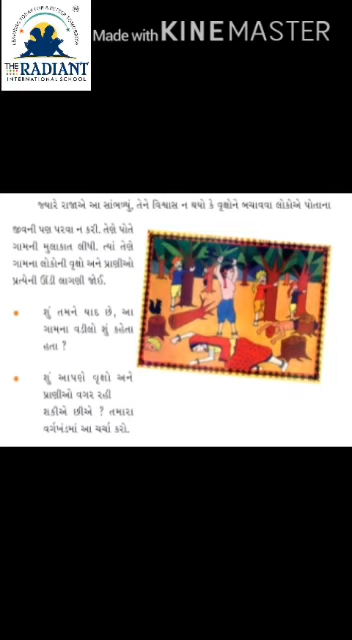 Made with KINEMASTER
THE RADIANT
INTERNATIONAL SCHOOL
જ્યારે રાજાએ આ સાંભળ્યું, તેને વિશ્વાસ ન થયો કે વૃક્ષોને બચાવવા લોકોએ પોતાના
જીવની પણ પરવા ન કરી. તેણે પોતે
ગામની મુલાકાત લીધી. ત્યાં તેણે
ગામના લોકોની વૃક્ષો અને પ્રાણીઓ
પ્રત્યેની ઊંડી લાગણી જોઈ.
• શું તમને યાદ છે, આ
ગામના વડીલો શું કહેતા
હતા ?
• શું આપણે વૃક્ષો અને
પ્રાણીઓ વગર રહી
શકીએ છીએ ? તમારા
વર્ગખંડમાં આ ચર્ચા કરો.